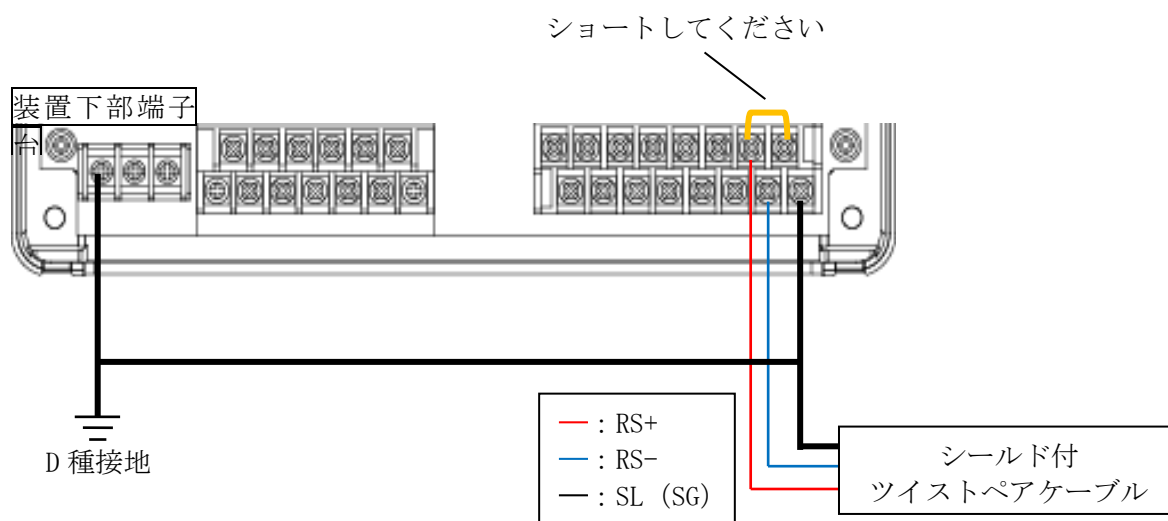 ショートしてください
装置下部端子
台
D種接地
：RS+
：RS-
：SL (SG)
シールド付
ツイストペアケーブル